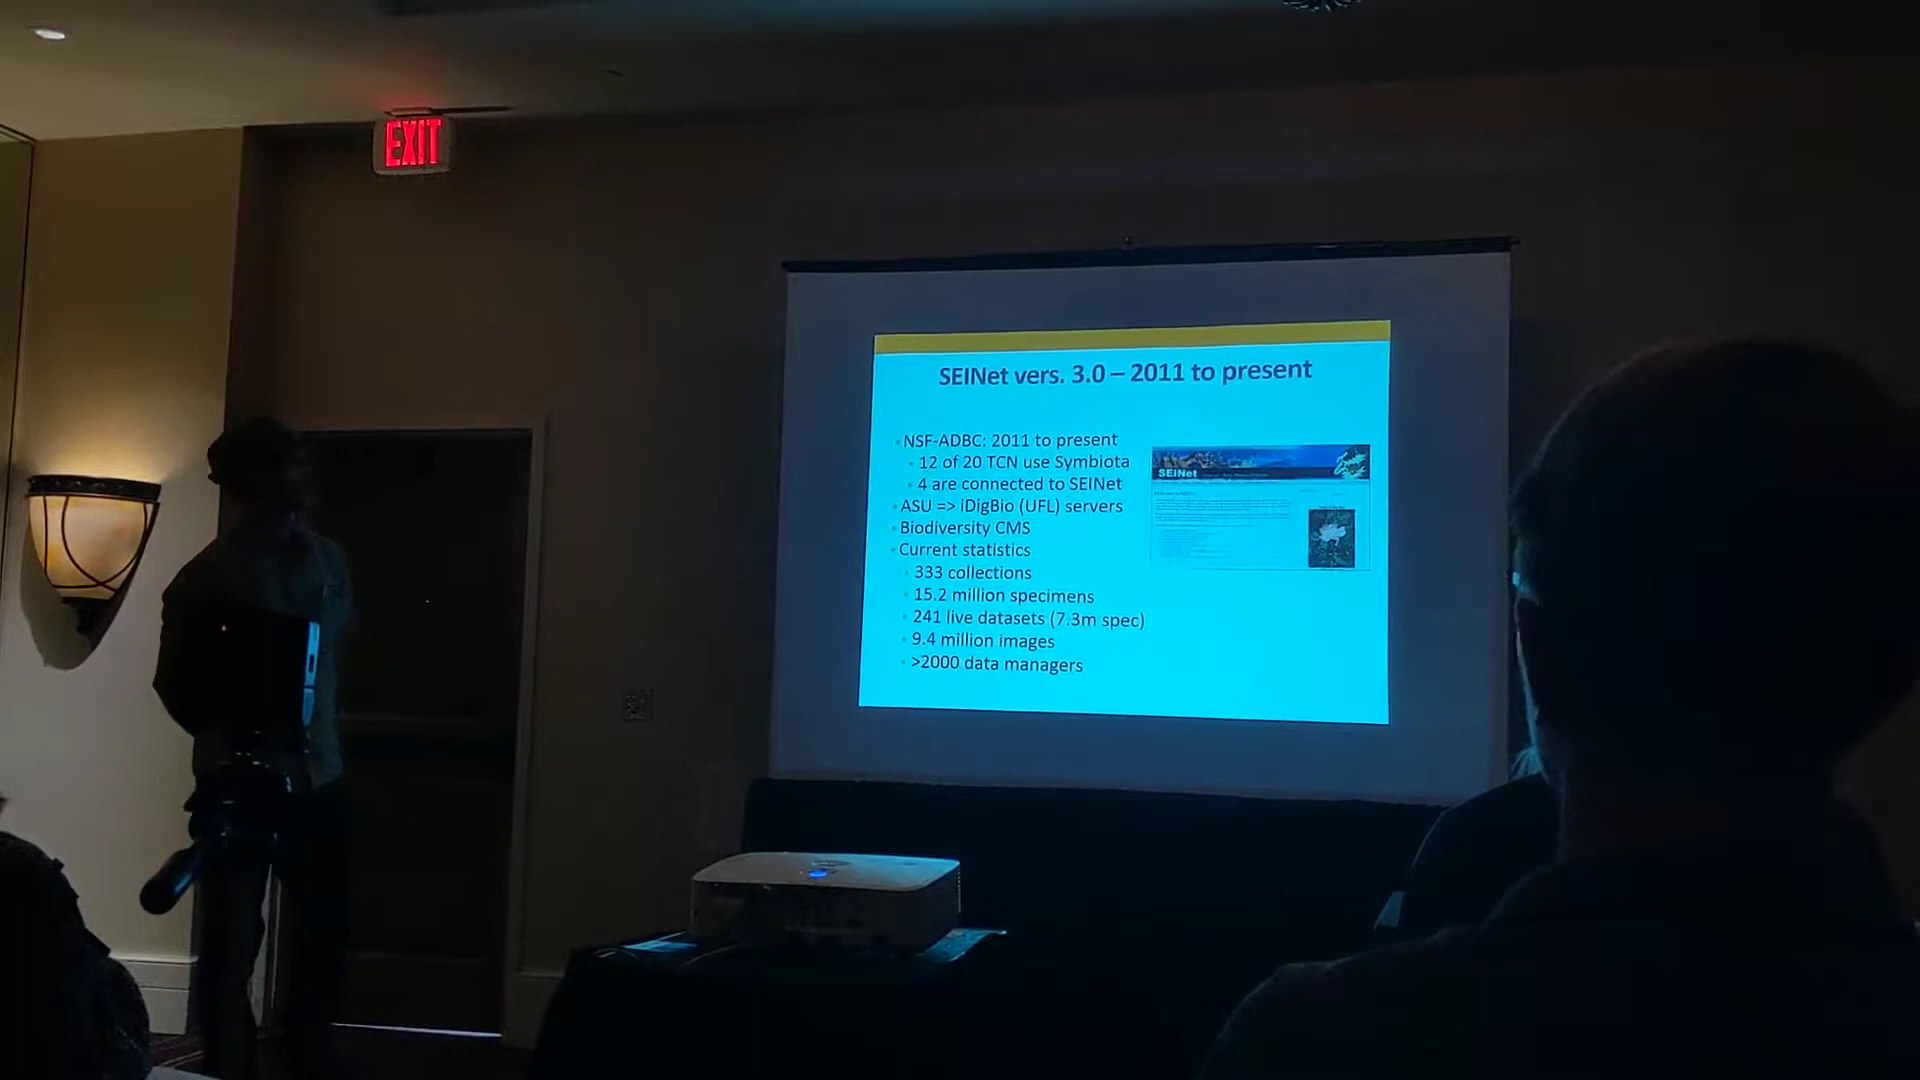 EXIT
SEINet vers. 3.0 – 2011 to present
NSF-ADBC: 2011 to present
12 of 20 TCN use Symbiota
4 are connected to SEINet
ASU => iDigBio (UFL) servers
Biodiversity CMS
Current statistics
333 collections
15.2 million specimens
241 live datasets (7.3m spec)
9.4 million images
>2000 data managers
SEINet